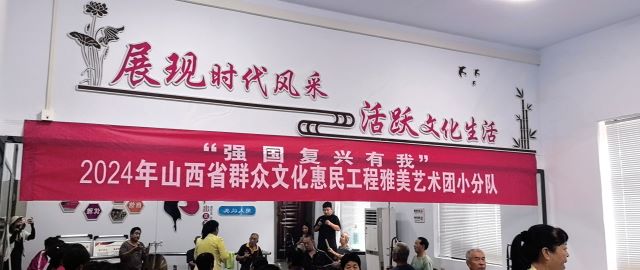 展现时代风采
活跃文化生活
“强国复兴有我”
2024年山西省群众文化惠民工程雅美艺术团小分队